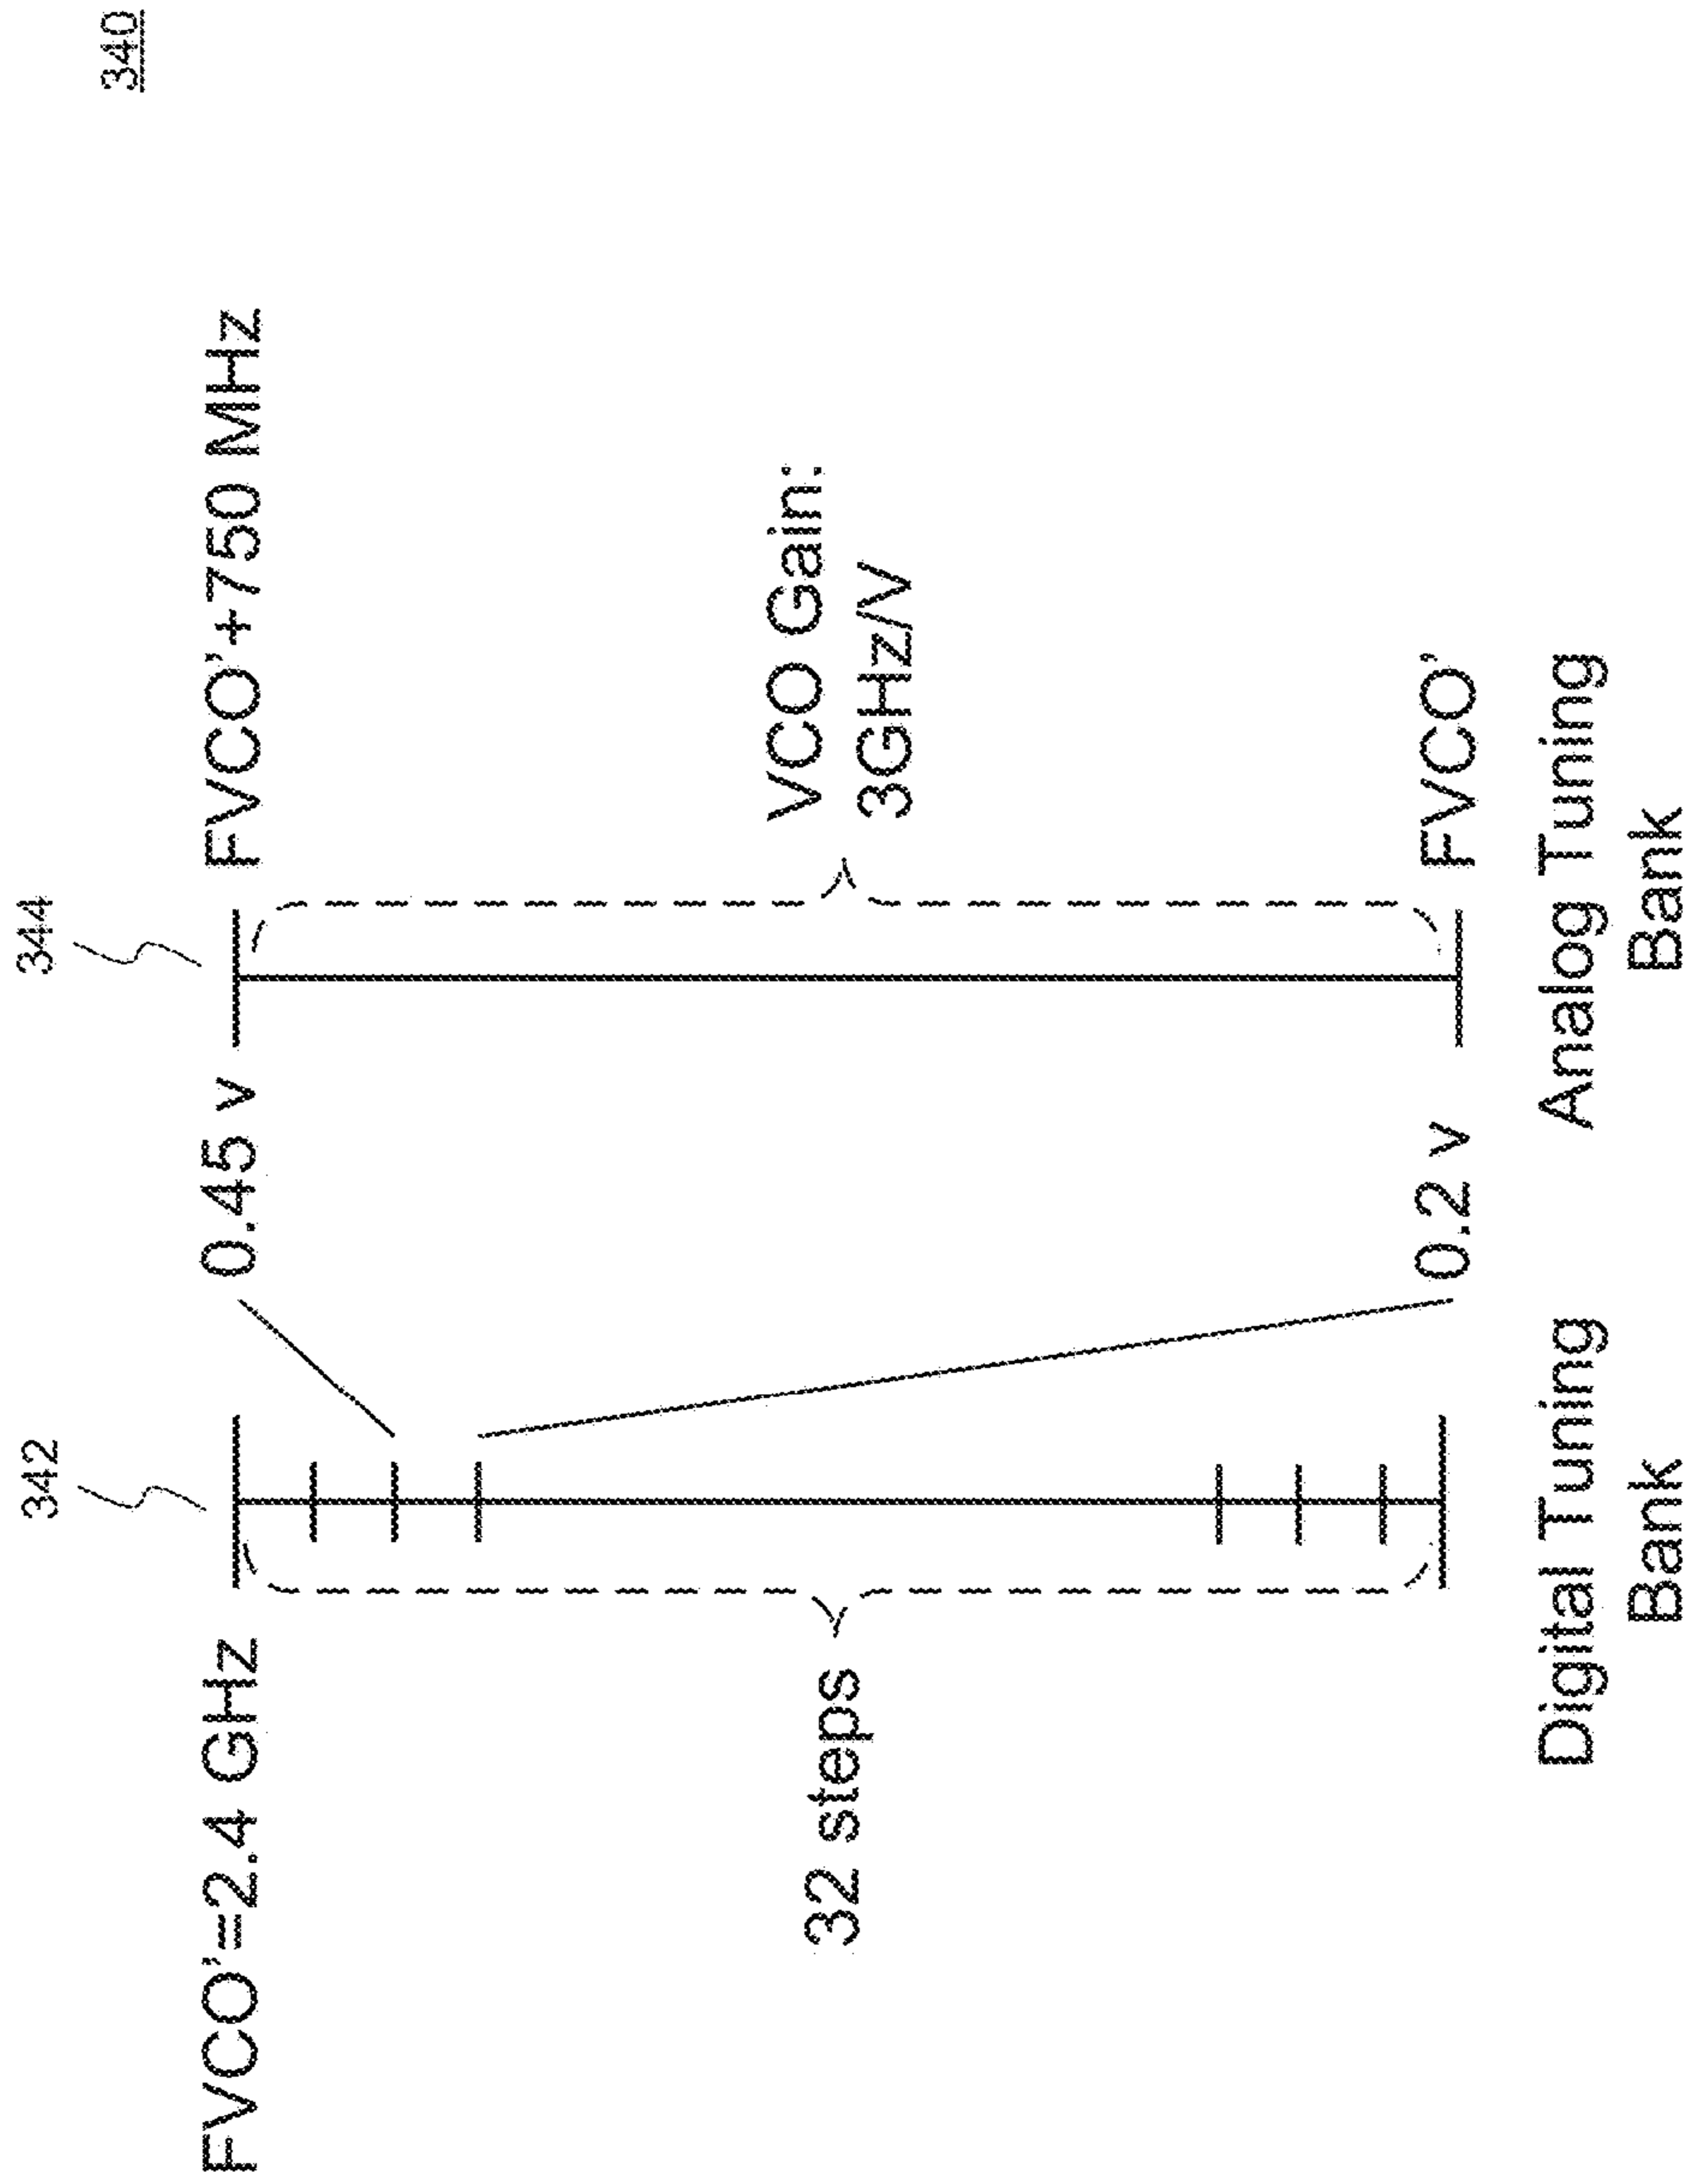 340
342
344
FVCO'=2.4 GHz
0.45 v
FVCO'+750 MHz
32 steps
VCO Gain:
3GHz/V
0.2 v
FVCO'
Digital Tuning
Bank
Analog Tuning
Bank